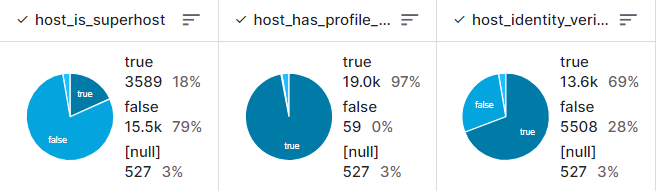 host_is_superhost
host_has_profile_...
host_identity_veri...
true
3589 18%
false
15.5k 79%
[null]
527 3%
true
false
true
19.0k 97%
false
59 0%
[null]
527 3%
true
true
13.6k 69%
false
5508 28%
[null]
527 3%
false
true